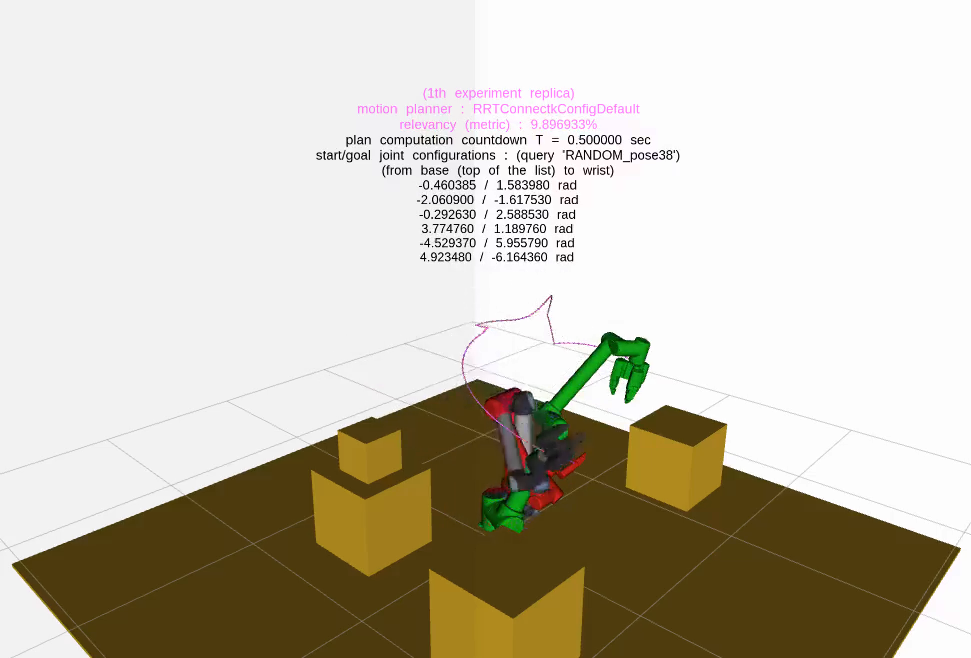 (1th experiment replica)
motion planner : RRTConnectkConfigDefault
relevancy (metric) : 9.896933%
plan computation countdown T = 0.500000 sec
start/goal joint configurations : (query 'RANDOM_pose38')
(from base (top of the list) to wrist)
-0.460385 / 1.583980 rad
-2.060900 / -1.617530 rad
-0.292630 / 2.588530 rad
3.774760 / 1.189760 rad
-4.529370 / 5.955790 rad
4.923480 / -6.164360 rad